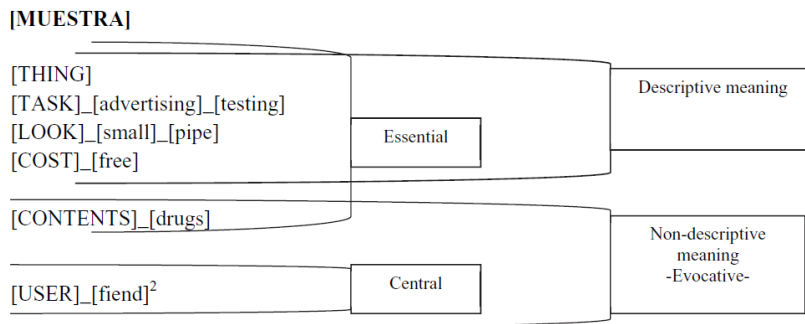 [MUESTRA]
[THING]
[TASK]_[advertising]_[testing]
[LOOK]_[small]_[pipe]
[COST]_[free]
[CONTENTS]_[drugs]
[USER]_[fiend]2
Essential
Central
Descriptive meaning
Non-descriptive
meaning
-Evocative-